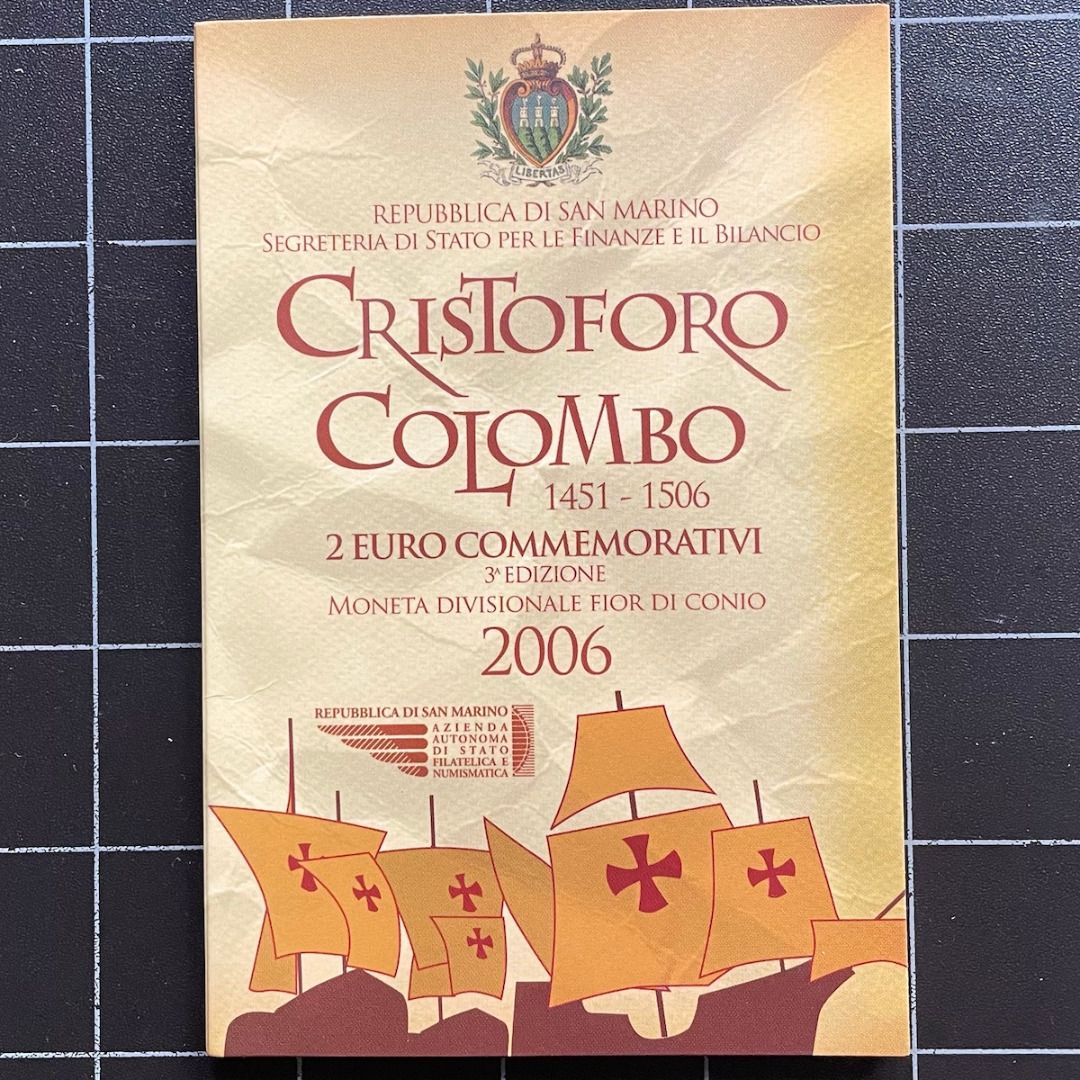 LIBERTAS
REPUBBLICA DI SAN MARINO
SEGRETERIA DI STATO PER LE FINANZE E IL BILANCIO
CRISTOFORO
COLOMBO
1451 - 1506
2 EURO COMMEMORATIVI
3ª EDIZIONE
MONETA DIVISIONALE FIOR DI CONIO
2006
REPUBBLICA DI SAN MARINO
AZIENDA
AUTONOMA
DI STATO
FILATELICA E
NUMISMATICA